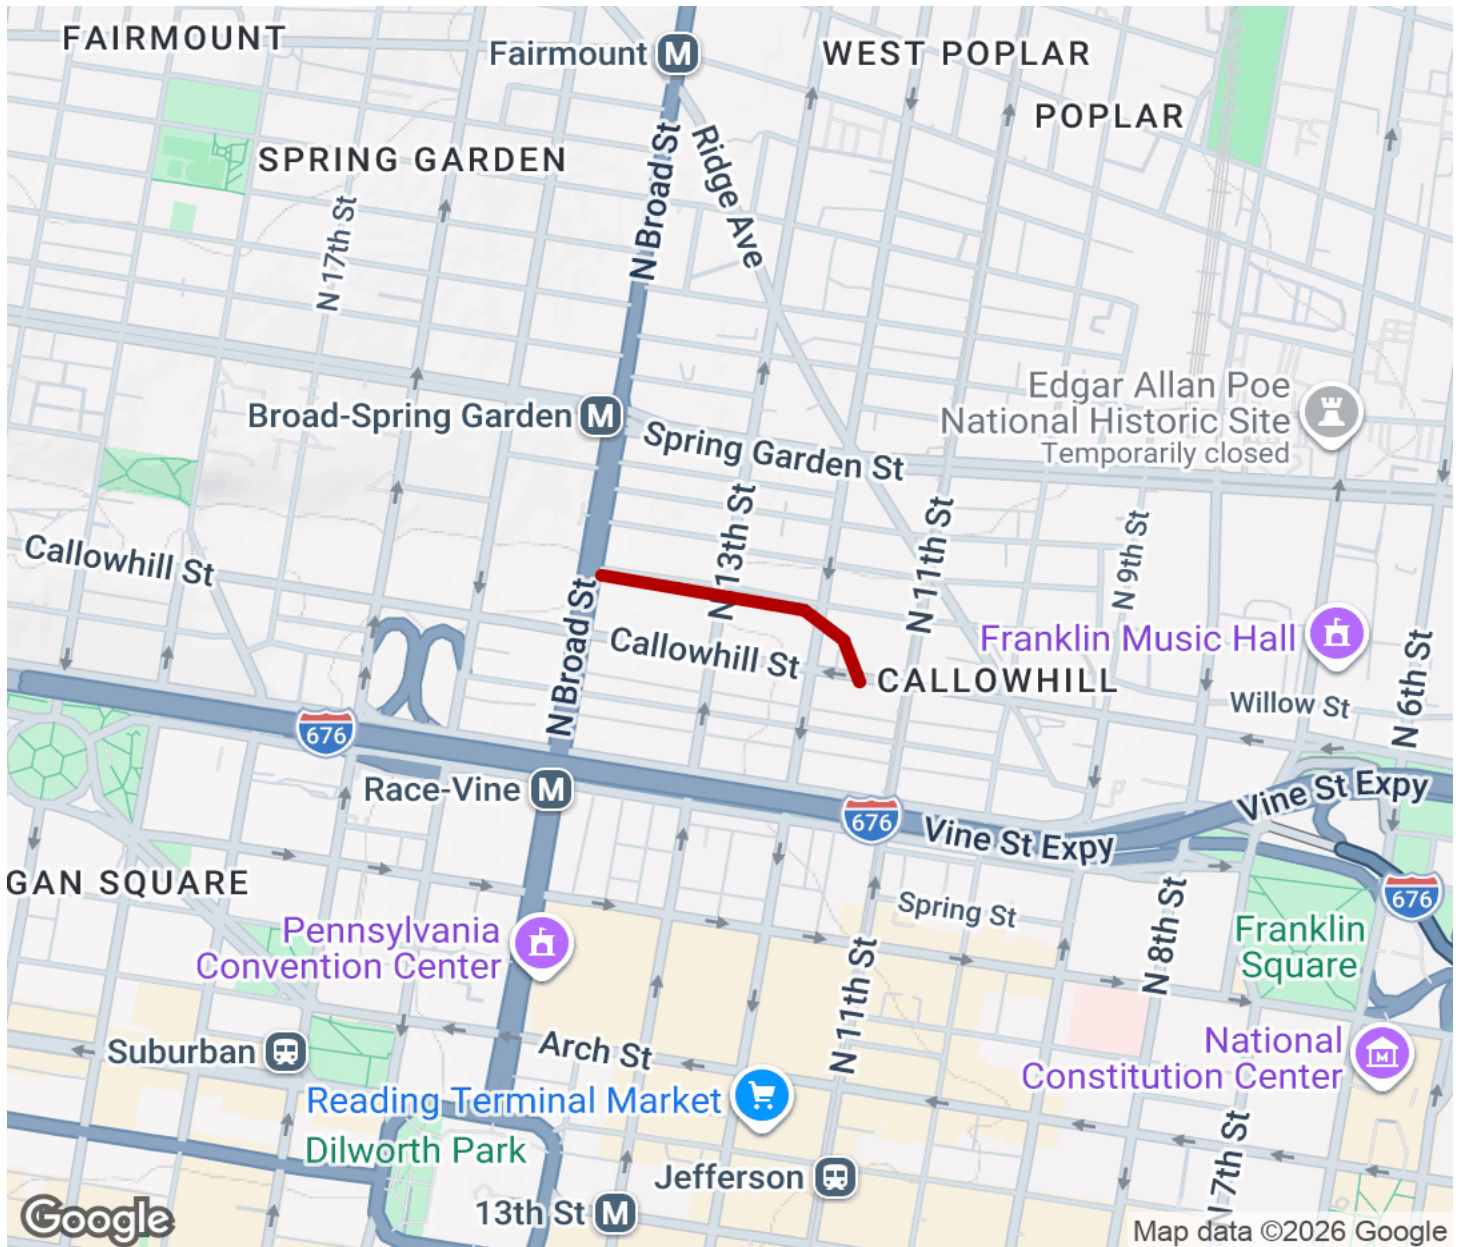 FAIRMOUNT
Fairmount
M
WEST POPLAR
POPLAR
SPRING GARDEN
N Broad St
Ridge Ave
N 17th St
Broad-Spring Garden
M
Spring Garden St
Edgar Allan Poe
National Historic Site
Temporarily closed
Callowhill St
N 13th St
N 11th St
N 9th St
N Broad St
Callowhill St
Franklin Music Hall
CALLOWHILL
Willow St
N 6th St
676
Race-Vine
M
676
Vine St Expy
Vine St Expy
GAN SQUARE
Spring St
676
Pennsylvania
Convention Center
N 11th St
N 8th St
Franklin
Square
Suburban
Arch St
National
Constitution Center
M
Reading Terminal Market
Dilworth Park
Jefferson
N 7th St
13th St
M
Google
Map data ©2026 Google